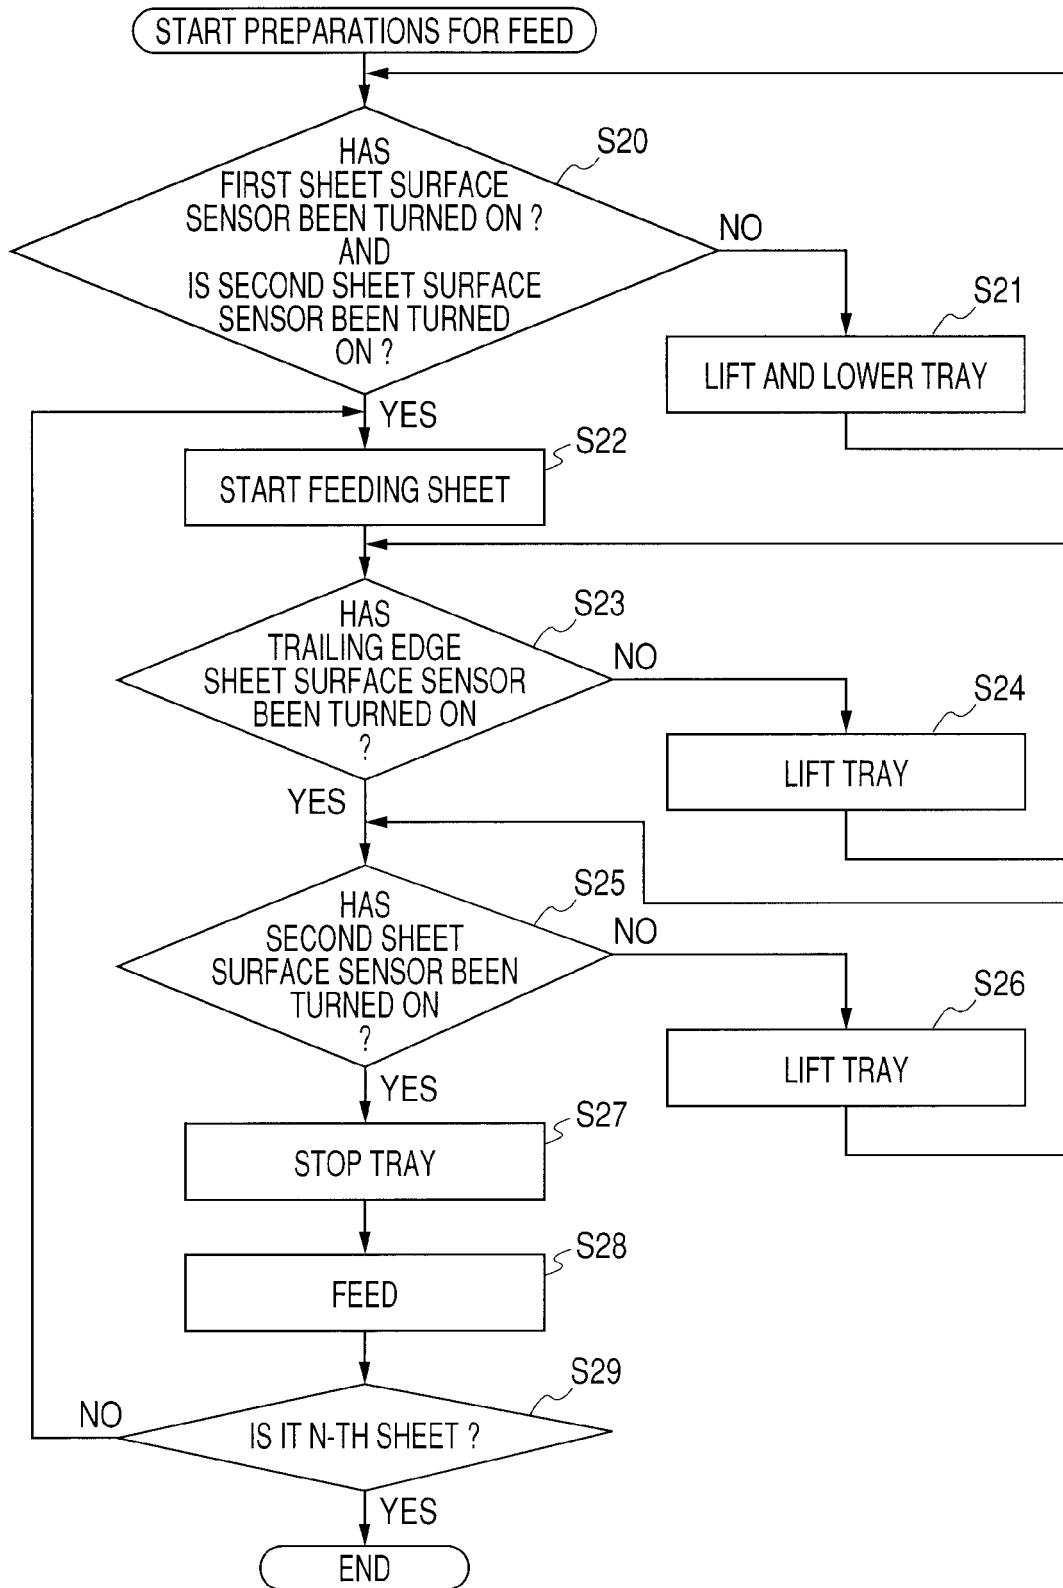 START PREPARATIONS FOR FEED
S20
HAS
FIRST SHEET SURFACE
SENSOR BEEN TURNED ON ?
AND
IS SECOND SHEET SURFACE
SENSOR BEEN TURNED
ON ?
NO
S21
LIFT AND LOWER TRAY
YES
S22
START FEEDING SHEET
S23
HAS
TRAILING EDGE
SHEET SURFACE SENSOR
BEEN TURNED ON
?
NO
S24
LIFT TRAY
YES
S25
HAS
SECOND SHEET
SURFACE SENSOR BEEN
TURNED ON
?
NO
S26
LIFT TRAY
YES
S27
STOP TRAY
S28
FEED
S29
IS IT N-TH SHEET ?
NO
YES
END